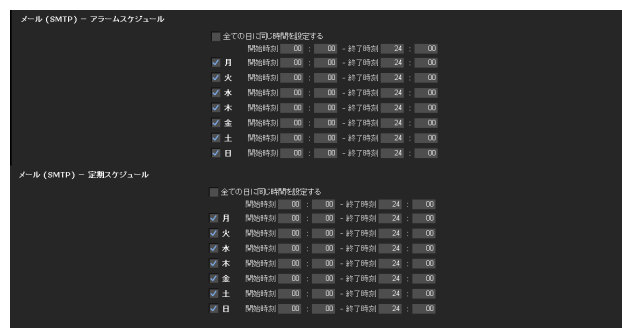 メール (SMTP) － アラームスケジュール
全ての日に同じ時間を設定する
開始時刻 00 : 00 - 終了時刻 24 : 00
月 開始時刻 00 : 00 - 終了時刻 24 : 00
火 開始時刻 00 : 00 - 終了時刻 24 : 00
水 開始時刻 00 : 00 - 終了時刻 24 : 00
木 開始時刻 00 : 00 - 終了時刻 24 : 00
金 開始時刻 00 : 00 - 終了時刻 24 : 00
土 開始時刻 00 : 00 - 終了時刻 24 : 00
日 開始時刻 00 : 00 - 終了時刻 24 : 00
メール (SMTP) － 定期スケジュール
全ての日に同じ時間を設定する
開始時刻 00 : 00 - 終了時刻 24 : 00
月 開始時刻 00 : 00 - 終了時刻 24 : 00
火 開始時刻 00 : 00 - 終了時刻 24 : 00
水 開始時刻 00 : 00 - 終了時刻 24 : 00
木 開始時刻 00 : 00 - 終了時刻 24 : 00
金 開始時刻 00 : 00 - 終了時刻 24 : 00
土 開始時刻 00 : 00 - 終了時刻 24 : 00
日 開始時刻 00 : 00 - 終了時刻 24 : 00